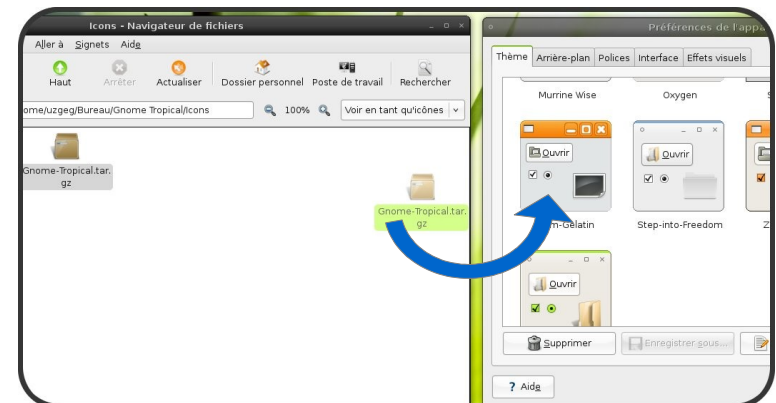 Icons - Navigateur de fichiers
Aller à Signets Aide
Haut Arrêter Actualiser Dossier personnel Poste de travail Rechercher
ome/uzgeg/Bureau/Gnome Tropical/Icons 100% Voir en tant qu'icônes
Gnome-Tropical.tar.
gz
Gnome-Tropical.tar.
gz
Préférences de l'appa
Thème Arrière-plan Polices Interface Effets visuels
Murrine Wise Oxygen
Ouvrir Ouvrir
m-Gelatin Step-into-Freedom Z
Ouvrir
Supprimer Enregistrer sous...
? Aide